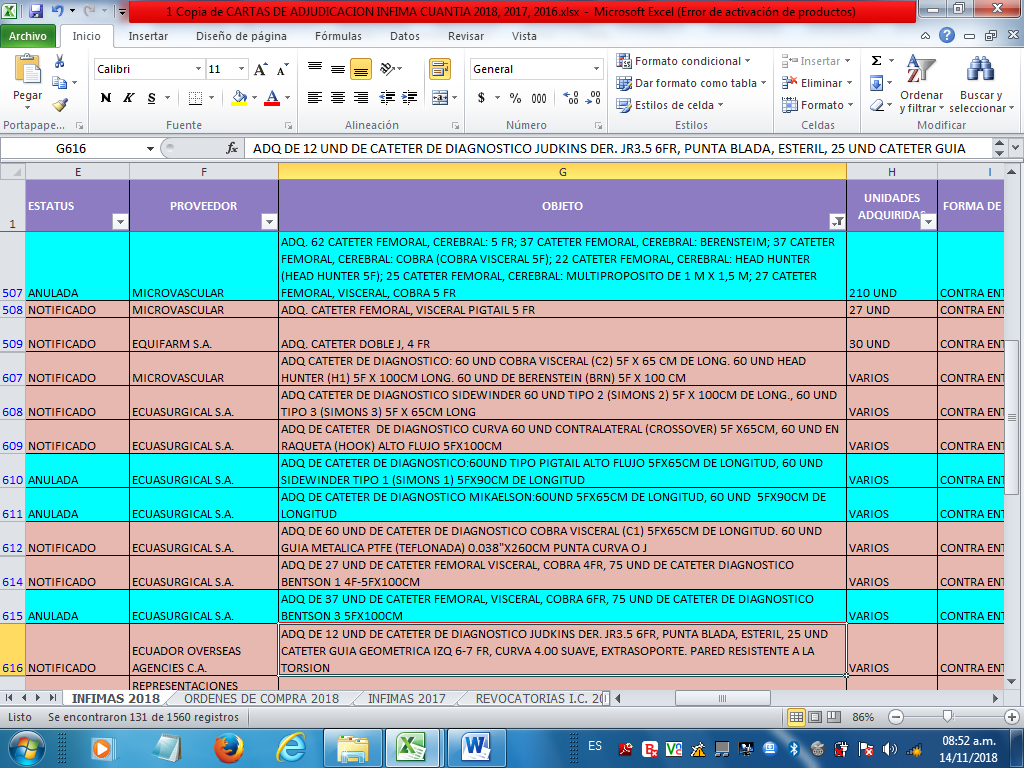 1 Copia de CARTAS DE ADJUDICACION INFIMA CUANTIA 2018, 2017, 2016.xlsx - Microsoft Excel (Error de activación de productos)
Archivo Inicio Insertar Diseño de página Fórmulas Datos Revisar Vista
Pegar
Calibri 11
General
Formato condicional
Dar formato como tabla
Estilos de celda
Insertar
Eliminar
Formato
Ordenar y filtrar
Buscar y seleccionar
Portapape... Fuente Alineación Número Estilos Celdas Modificar
G616 fx ADQ DE 12 UND DE CATETER DE DIAGNOSTICO JUDKINS DER. JR3.5 6FR, PUNTA BLADA, ESTERIL, 25 UND CATETER GUIA
E F G H I
1 ESTATUS PROVEEDOR OBJETO UNIDADES ADQUIRIDAS FORMA DE
ADQ. 62 CATETER FEMORAL, CEREBRAL: 5 FR; 37 CATETER FEMORAL, CEREBRAL: BERENSTEIM; 37 CATETER
FEMORAL, CEREBRAL: COBRA (COBRA VISCERAL 5F); 22 CATETER FEMORAL, CEREBRAL: HEAD HUNTER
(HEAD HUNTER 5F); 25 CATETER FEMORAL, CEREBRAL: MULTIPROPOSITO DE 1 M X 1,5 M; 27 CATETER
507 ANULADA MICROVASCULAR FEMORAL, VISCERAL, COBRA 5 FR 210 UND CONTRA ENT
508 NOTIFICADO MICROVASCULAR ADQ. CATETER FEMORAL, VISCERAL PIGTAIL 5 FR 27 UND CONTRA ENT
509 NOTIFICADO EQUIFARM S.A. ADQ. CATETER DOBLE J, 4 FR 30 UND CONTRA ENT
ADQ CATETER DE DIAGNOSTICO: 60 UND COBRA VISCERAL (C2) 5F X 65 CM DE LONG. 60 UND HEAD
607 NOTIFICADO MICROVASCULAR HUNTER (H1) 5F X 100CM LONG. 60 UND DE BERENSTEIN (BRN) 5F X 100 CM VARIOS CONTRA ENT
ADQ CATETER DE DIAGNOSTICO SIDEWINDER 60 UND TIPO 2 (SIMONS 2) 5F X 100CM DE LONG., 60 UND
608 NOTIFICADO ECUASURGICAL S.A. TIPO 3 (SIMONS 3) 5F X 65CM LONG VARIOS CONTRA ENT
ADQ DE CATETER DE DIAGNOSTICO CURVA 60 UND CONTRALATERAL (CROSSOVER) 5F X65CM, 60 UND EN
609 NOTIFICADO ECUASURGICAL S.A. RAQUETA (HOOK) ALTO FLUJO 5FX100CM VARIOS CONTRA ENT
ADQ DE CATETER DE DIAGNOSTICO:60UND TIPO PIGTAIL ALTO FLUJO 5FX65CM DE LONGITUD, 60 UND
610 ANULADA ECUASURGICAL S.A. SIDEWINDER TIPO 1 (SIMONS 1) 5FX90CM DE LONGITUD VARIOS CONTRA ENT
ADQ DE CATETER DE DIAGNOSTICO MIKAELSON:60UND 5FX65CM DE LONGITUD, 60 UND 5FX90CM DE
611 ANULADA ECUASURGICAL S.A. LONGITUD VARIOS CONTRA ENT
ADQ DE 60 UND DE CATETER DE DIAGNOSTICO COBRA VISCERAL (C1) 5FX65CM DE LONGITUD. 60 UND
612 NOTIFICADO ECUASURGICAL S.A. GUIA METALICA PTFE (TEFLONADA) 0.038"X260CM PUNTA CURVA O J VARIOS CONTRA ENT
ADQ DE 27 UND DE CATETER FEMORAL VISCERAL, COBRA 4FR, 75 UND DE CATETER DIAGNOSTICO
614 NOTIFICADO ECUASURGICAL S.A. BENTSON 1 4F-5FX100CM VARIOS CONTRA ENT
ADQ DE 37 UND DE CATETER FEMORAL, VISCERAL, COBRA 6FR, 75 UND DE CATETER DE DIAGNOSTICO
615 ANULADA ECUASURGICAL S.A. BENTSON 3 5FX100CM VARIOS CONTRA ENT
ADQ DE 12 UND DE CATETER DE DIAGNOSTICO JUDKINS DER. JR3.5 6FR, PUNTA BLADA, ESTERIL, 25 UND
ECUADOR OVERSEAS CATETER GUIA GEOMETRICA IZQ 6-7 FR, CURVA 4.00 SUAVE, EXTRASOPORTE. PARED RESISTENTE A LA
616 NOTIFICADO AGENCIES C.A. TORSION VARIOS CONTRA ENT
REPRESENTACIONES
INFIMAS 2018 ORDENES DE COMPRA 2018 INFIMAS 2017 REVOCATORIAS I.C. 20
Listo Se encontraron 131 de 1560 registros 86%
ES 08:52 a.m.
14/11/2018